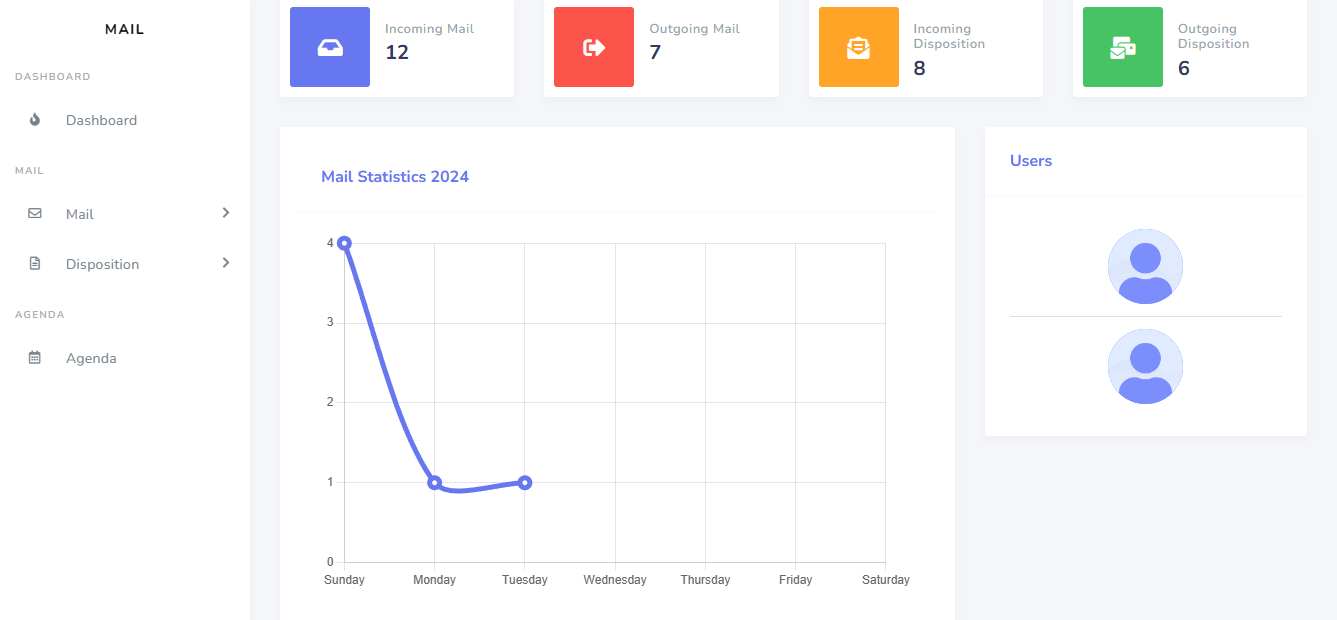 MAIL
DASHBOARD
Dashboard
MAIL
Mail
Disposition
AGENDA
Agenda
Incoming Mail
12
Outgoing Mail
7
Incoming
Disposition
8
Outgoing
Disposition
6
Mail Statistics 2024
4
3
2
1
0
Sunday Monday Tuesday Wednesday Thursday Friday Saturday
Users